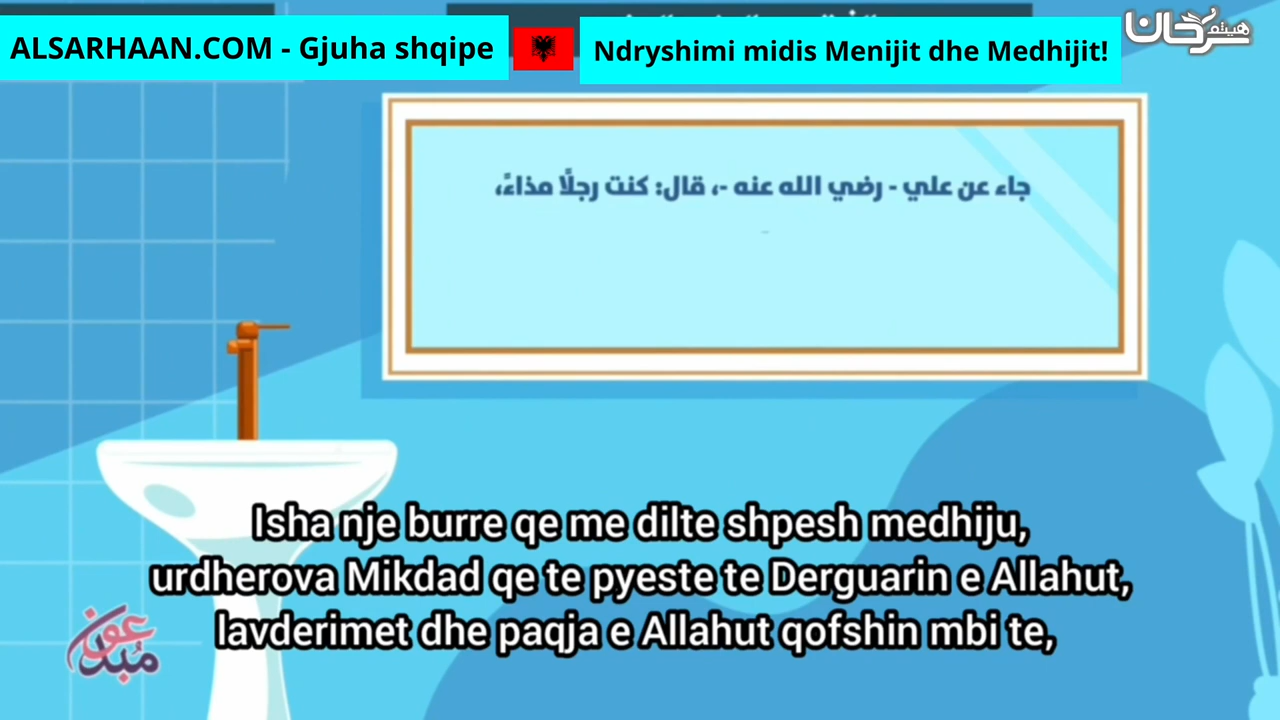 ALSARHAAN.COM - Gjuha shqipe
Ndryshimi midis Menijit dhe Medhijit!
جاء عن علي - رضي الله عنه -، قال: كنت رجلًا مذاءً،
Isha nje burre qe me dilte shpesh medhiju,
urdherova Mikdad qe te pyeste te Derguarin e Allahut,
lavderimet dhe paqja e Allahut qofshin mbi te,
مبدعون